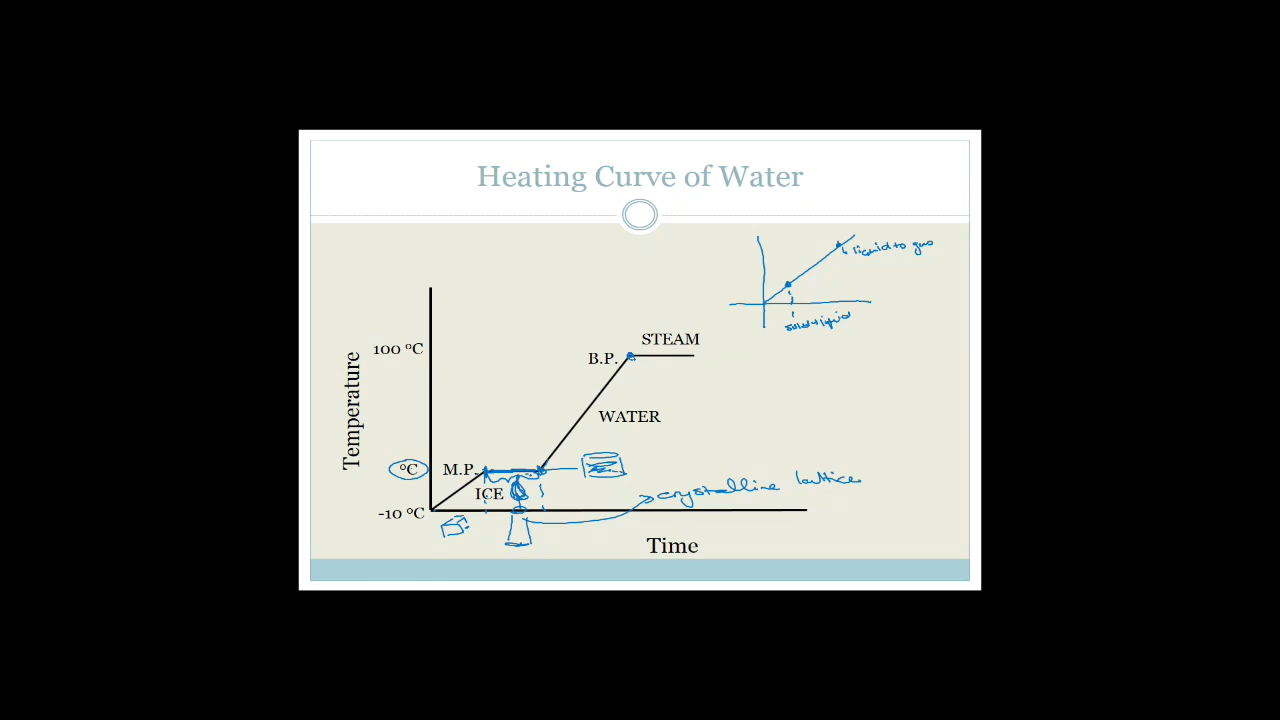 Heating Curve of Water
liquid to gas
solid→liquid
STEAM
100 °C
B.P.
Temperature
WATER
°C
M.P.
ICE
crystalline lattice
-10 °C
Time